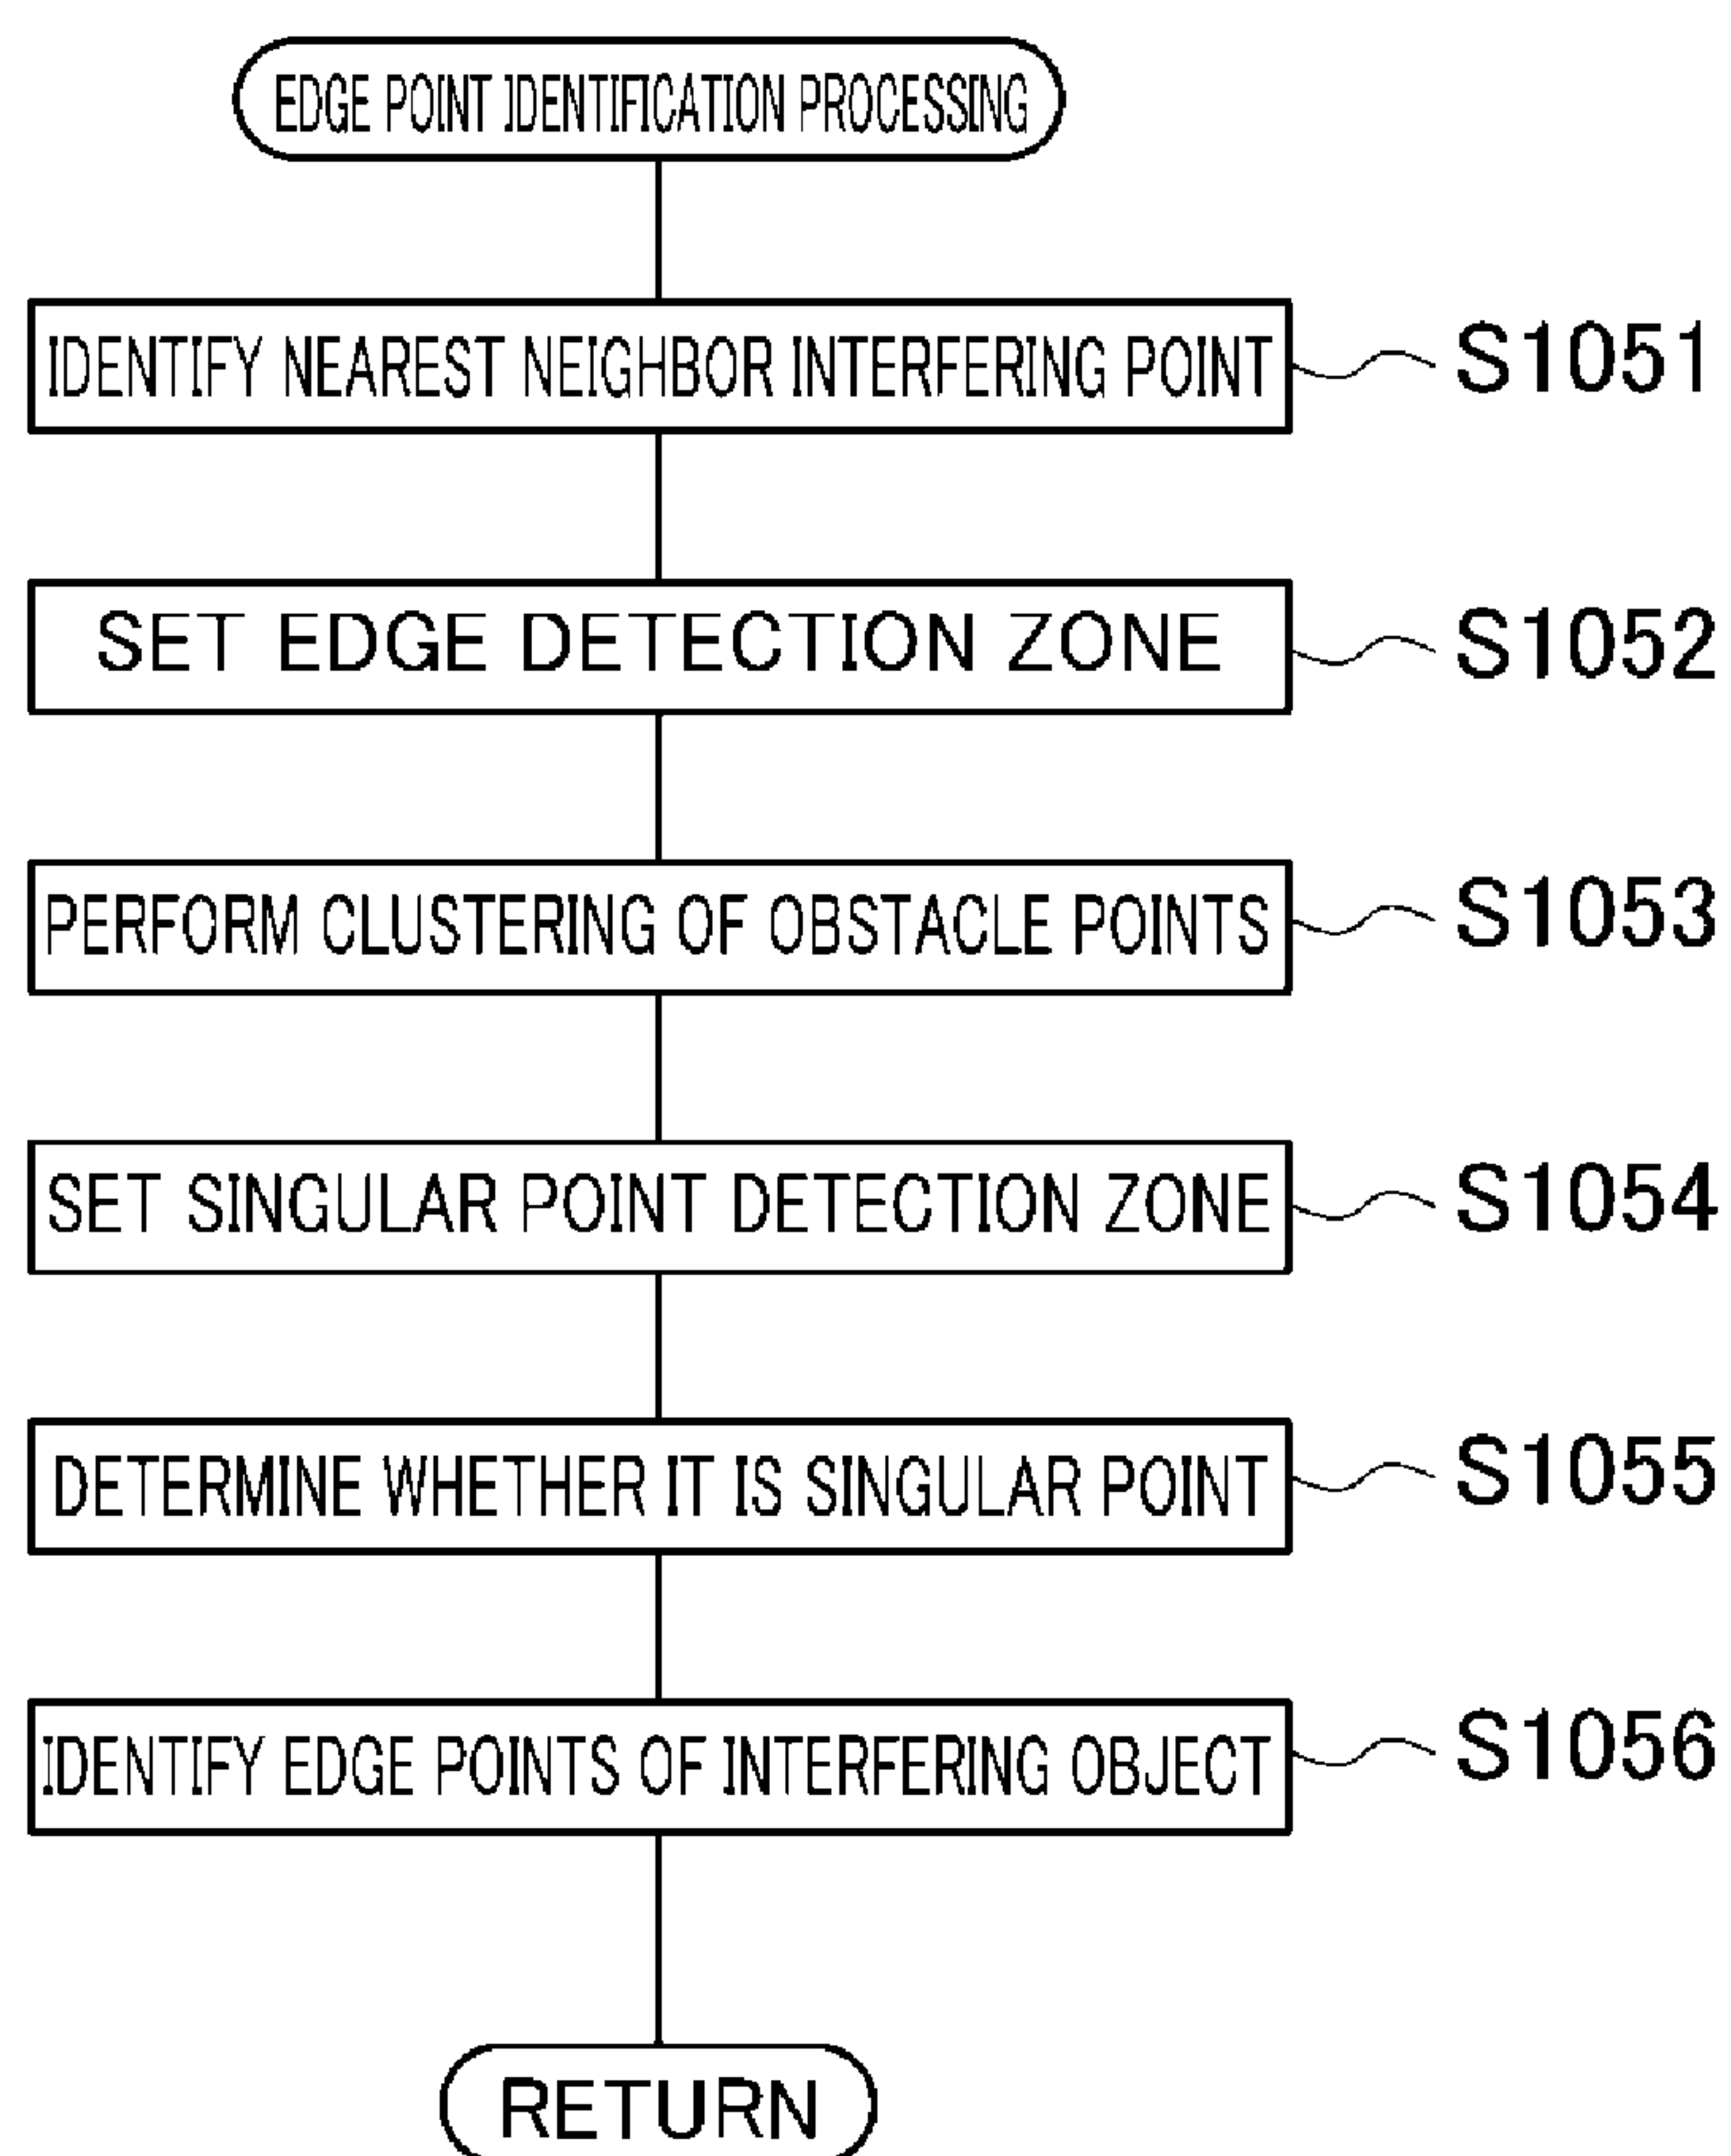 EDGE POINT IDENTIFICATION PROCESSING
IDENTIFY NEAREST NEIGHBOR INTERFERING POINT S1051
SET EDGE DETECTION ZONE S1052
PERFORM CLUSTERING OF OBSTACLE POINTS S1053
SET SINGULAR POINT DETECTION ZONE S1054
DETERMINE WHETHER IT IS SINGULAR POINT S1055
IDENTIFY EDGE POINTS OF INTERFERING OBJECT S1056
RETURN